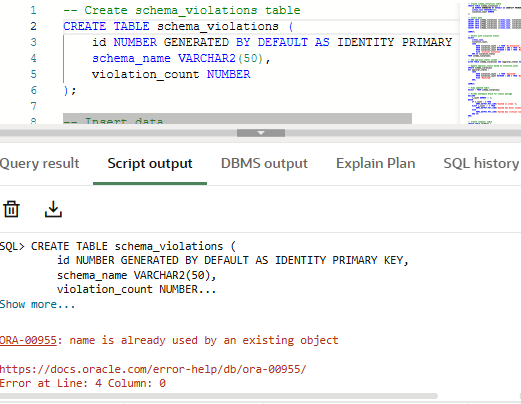 1 -- Create schema_violations table
2 CREATE TABLE schema_violations (
3 id NUMBER GENERATED BY DEFAULT AS IDENTITY PRIMARY
4 schema_name VARCHAR2(50),
5 violation_count NUMBER
6 );
7
8 -- Insert data
Query result Script output DBMS output Explain Plan SQL history
SQL> CREATE TABLE schema_violations (
id NUMBER GENERATED BY DEFAULT AS IDENTITY PRIMARY KEY,
schema_name VARCHAR2(50),
violation_count NUMBER...
Show more...
ORA-00955: name is already used by an existing object
https://docs.oracle.com/error-help/db/ora-00955/
Error at Line: 4 Column: 0